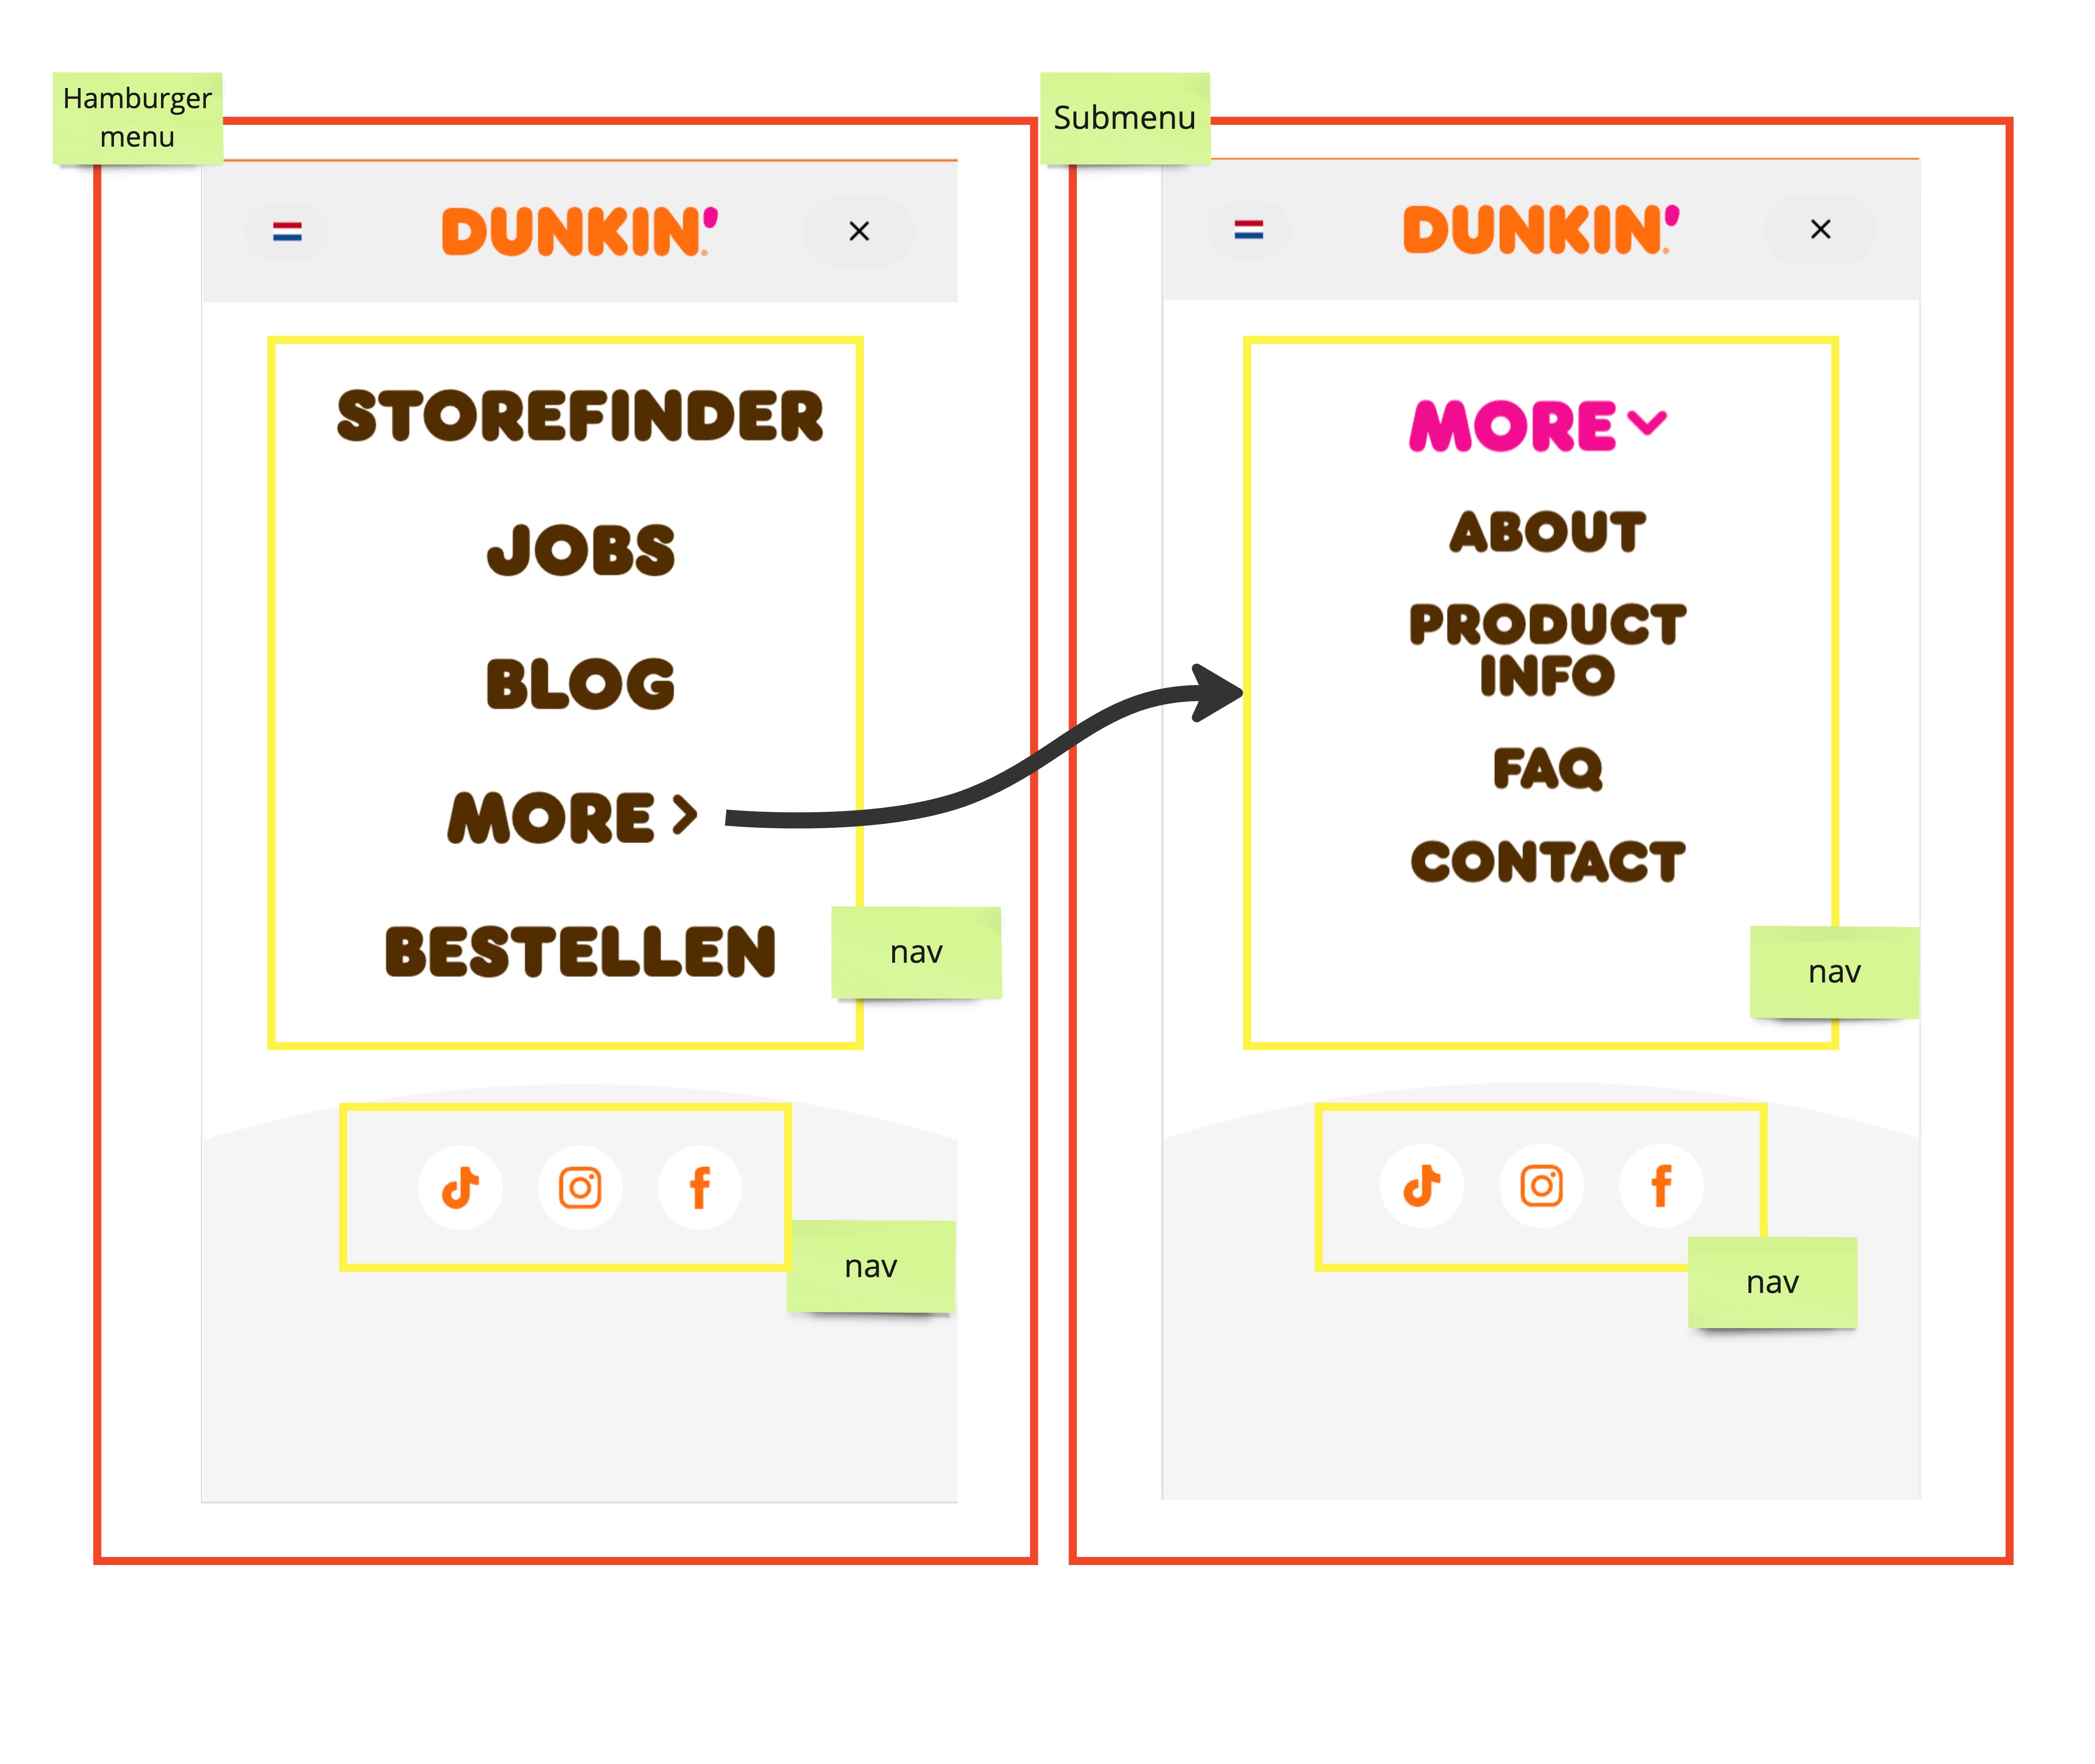 Hamburger
menu
DUNKIN'
STOREFINDER
JOBS
BLOG
MORE >
BESTELLEN
nav
nav
Submenu
DUNKIN'
MORE
ABOUT
PRODUCT
INFO
FAQ
CONTACT
nav
nav